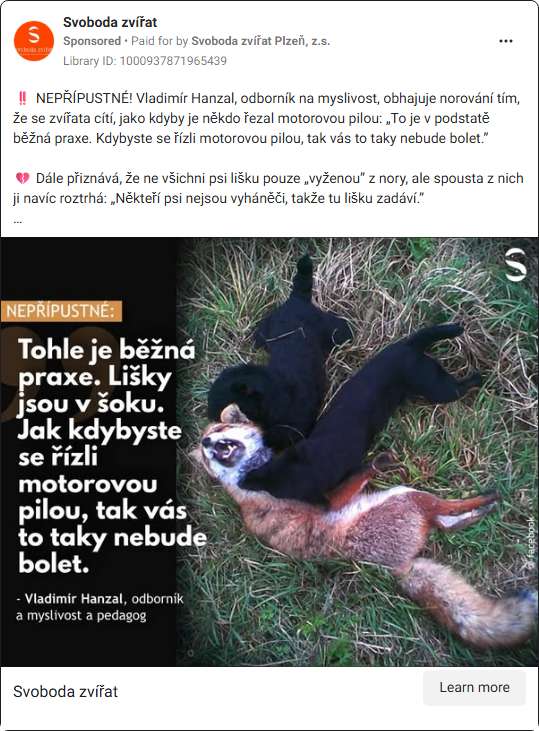 Svoboda zvířat
Sponsored • Paid for by Svoboda zvířat Plzeň, z.s.
Library ID: 1000937871965439
‼️ NEPŘÍPUSTNÉ! Vladimír Hanzal, odborník na myslivost, obhajuje norování tím,
že se zvířata cítí, jako kdyby je někdo řezal motorovou pilou: „To je v podstatě
běžná praxe. Kdybyste se řízli motorovou pilou, tak vás to taky nebude bolet.“
💔 Dále přiznává, že ne všichni psi lišku pouze „vyženou“ z nory, ale spousta z nich
ji navíc roztrhá: „Někteří psi nejsou vyháněči, takže tu lišku zadáví.“
...
NEPŘÍPUSTNÉ:
Tohle je běžná
praxe. Lišky
jsou v šoku.
Jak kdybyste
se řízli
motorovou
pilou, tak vás
to taky nebude
bolet.
- Vladimír Hanzal, odborník
a myslivost a pedagog
© Facebook
Svoboda zvířat
Learn more